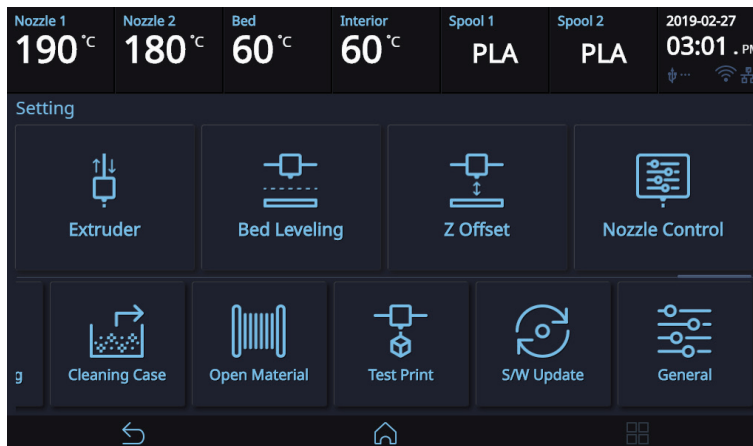 Nozzle 1 Nozzle 2 Bed Interior Spool 1 Spool 2 2019-02-27
190°C 180°C 60°C 60°C PLA PLA 03:01 . PM
Setting
Extruder Bed Leveling Z Offset Nozzle Control
g Cleaning Case Open Material Test Print S/W Update General